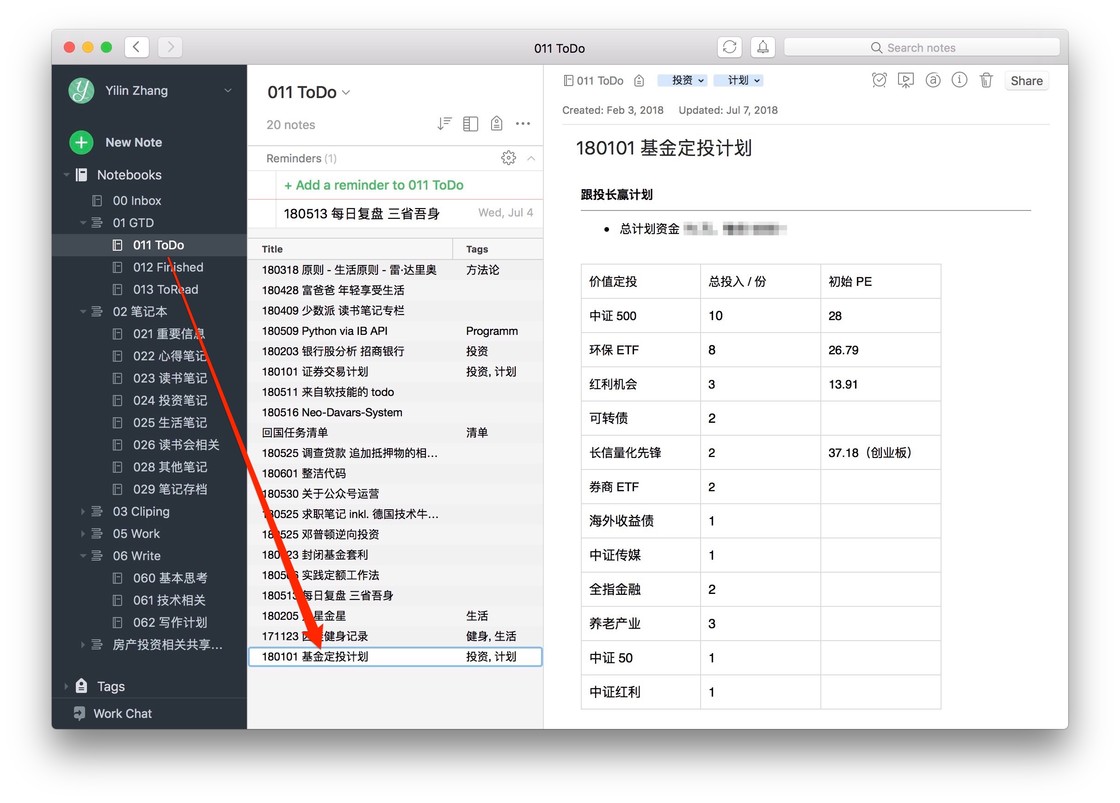 011 ToDo
Search notes
Yilin Zhang
New Note
Notebooks
00 Inbox
01 GTD
011 ToDo
012 Finished
013 ToRead
02 笔记本
021 重要信息
022 心得笔记
023 读书笔记
024 投资笔记
025 生活笔记
026 读书会相关
028 其他笔记
029 笔记存档
03 Cliping
05 Work
06 Write
060 基本思考
061 技术相关
062 写作计划
房产投资相关共享...
Tags
Work Chat
011 ToDo
20 notes
Reminders (1)
+ Add a reminder to 011 ToDo
180513 每日复盘 三省吾身 Wed, Jul 4
Title Tags
180318 原则 - 生活原则 - 雷·达里奥 方法论
180428 富爸爸 年轻享受生活
180409 少数派 读书笔记专栏
180509 Python via IB API Programm
180203 银行股分析 招商银行 投资
180101 证券交易计划 投资, 计划
180511 来自软技能的 todo
180516 Neo-Davars-System
回国任务清单 清单
180525 调查贷款 追加抵押物的相...
180601 整洁代码
180530 关于公众号运营
180525 求职笔记 inkl. 德国技术牛...
180525 邓普顿逆向投资
封闭基金套利
实践定额工作法
180513 每日复盘 三省吾身
180205 星金星 生活
171123 健身记录 健身, 生活
180101 基金定投计划 投资, 计划
011 ToDo 投资 计划
Share
Created: Feb 3, 2018 Updated: Jul 7, 2018
180101 基金定投计划
跟投长赢计划
• 总计划资金
价值定投 总投入 / 份 初始 PE
中证 500 10 28
环保 ETF 8 26.79
红利机会 3 13.91
可转债 2
长信量化先锋 2 37.18（创业板）
券商 ETF 2
海外收益债 1
中证传媒 1
全指金融 2
养老产业 3
中证 50 1
中证红利 1